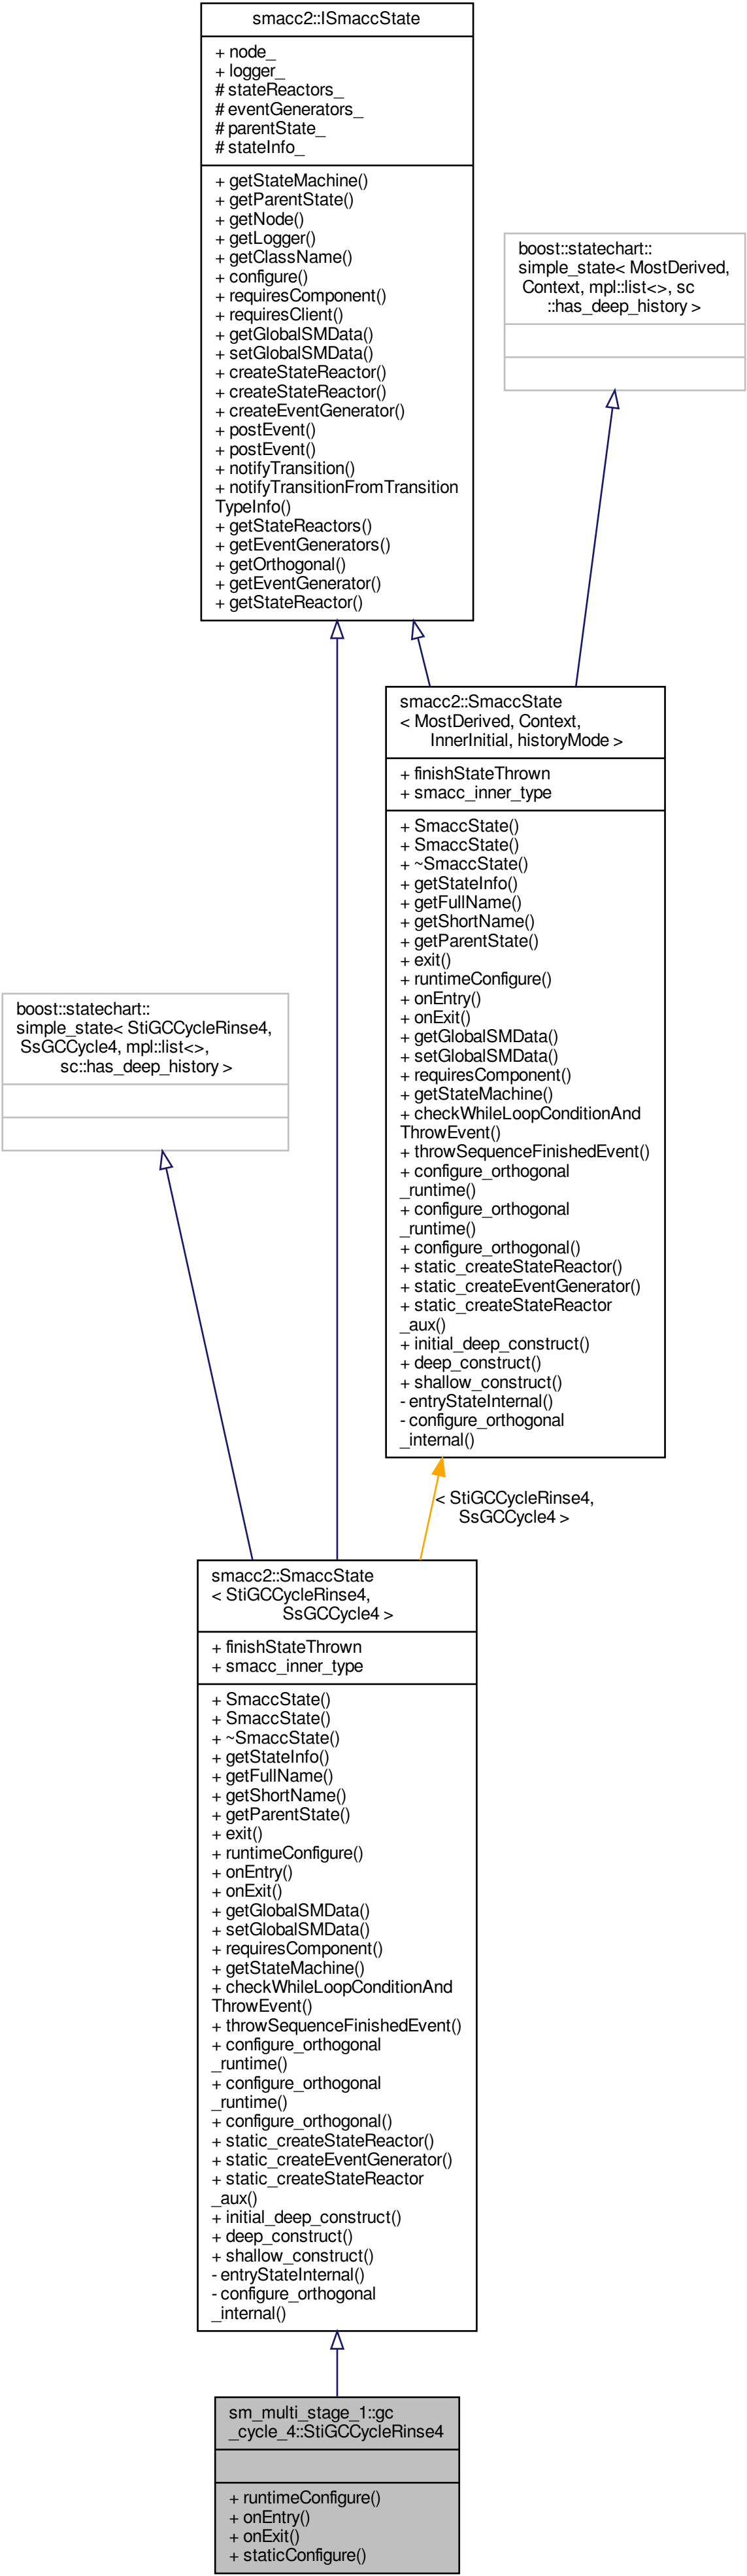 smacc2::ISmaccState
+ node_
+ logger_
# stateReactors_
# eventGenerators_
# parentState_
# stateInfo_
+ getStateMachine()
+ getParentState()
+ getNode()
+ getLogger()
+ getClassName()
+ configure()
+ requiresComponent()
+ requiresClient()
+ getGlobalSMData()
+ setGlobalSMData()
+ createStateReactor()
+ createStateReactor()
+ createEventGenerator()
+ postEvent()
+ postEvent()
+ notifyTransition()
+ notifyTransitionFromTransition
TypeInfo()
+ getStateReactors()
+ getEventGenerators()
+ getOrthogonal()
+ getEventGenerator()
+ getStateReactor()
boost::statechart::
simple_state< MostDerived,
Context, mpl::list<>, sc
::has_deep_history >
smacc2::SmaccState
< MostDerived, Context,
InnerInitial, historyMode >
+ finishStateThrown
+ smacc_inner_type
+ SmaccState()
+ SmaccState()
+ ~SmaccState()
+ getStateInfo()
+ getFullName()
+ getShortName()
+ getParentState()
+ exit()
+ runtimeConfigure()
+ onEntry()
+ onExit()
+ getGlobalSMData()
+ setGlobalSMData()
+ requiresComponent()
+ getStateMachine()
+ checkWhileLoopConditionAnd
ThrowEvent()
+ throwSequenceFinishedEvent()
+ configure_orthogonal
_runtime()
+ configure_orthogonal
_runtime()
+ configure_orthogonal()
+ static_createStateReactor()
+ static_createEventGenerator()
+ static_createStateReactor
_aux()
+ initial_deep_construct()
+ deep_construct()
+ shallow_construct()
- entryStateInternal()
- configure_orthogonal
_internal()
boost::statechart::
simple_state< StiGCCycleRinse4,
SsGCCycle4, mpl::list<>,
sc::has_deep_history >
< StiGCCycleRinse4,
SsGCCycle4 >
smacc2::SmaccState
< StiGCCycleRinse4,
SsGCCycle4 >
+ finishStateThrown
+ smacc_inner_type
+ SmaccState()
+ SmaccState()
+ ~SmaccState()
+ getStateInfo()
+ getFullName()
+ getShortName()
+ getParentState()
+ exit()
+ runtimeConfigure()
+ onEntry()
+ onExit()
+ getGlobalSMData()
+ setGlobalSMData()
+ requiresComponent()
+ getStateMachine()
+ checkWhileLoopConditionAnd
ThrowEvent()
+ throwSequenceFinishedEvent()
+ configure_orthogonal
_runtime()
+ configure_orthogonal
_runtime()
+ configure_orthogonal()
+ static_createStateReactor()
+ static_createEventGenerator()
+ static_createStateReactor
_aux()
+ initial_deep_construct()
+ deep_construct()
+ shallow_construct()
- entryStateInternal()
- configure_orthogonal
_internal()
sm_multi_stage_1::gc
_cycle_4::StiGCCycleRinse4
+ runtimeConfigure()
+ onEntry()
+ onExit()
+ staticConfigure()